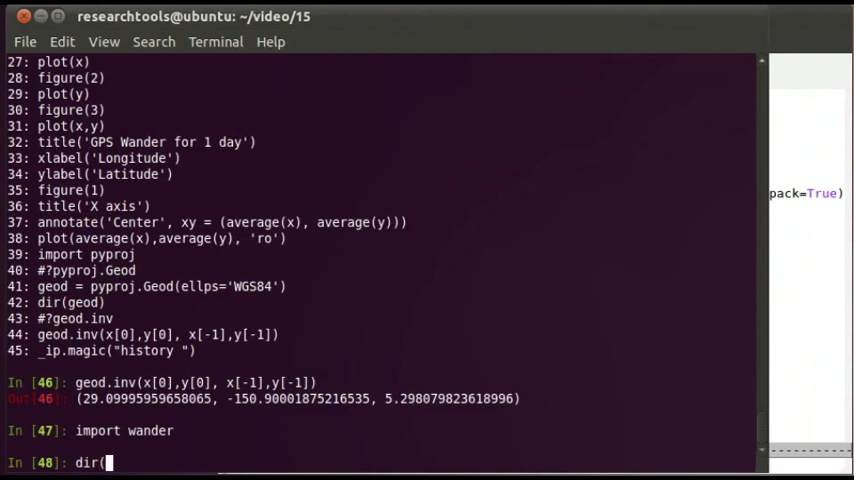 researchtools@ubuntu: ~/video/15
File Edit View Search Terminal Help
27: plot(x)
28: figure(2)
29: plot(y)
30: figure(3)
31: plot(x,y)
32: title('GPS Wander for 1 day')
33: xlabel('Longitude')
34: ylabel('Latitude')
35: figure(1)
36: title('X axis')
37: annotate('Center', xy = (average(x), average(y)))
38: plot(average(x),average(y), 'ro')
39: import pyproj
40: #?pyproj.Geod
41: geod = pyproj.Geod(ellps='WGS84')
42: dir(geod)
43: #?geod.inv
44: geod.inv(x[0],y[0], x[-1],y[-1])
45: _ip.magic("history ")
In [46]: geod.inv(x[0],y[0], x[-1],y[-1])
Out[46]: (29.09995959658065, -150.90001875216535, 5.298079823618996)
In [47]: import wander
In [48]: dir(
pack=True)